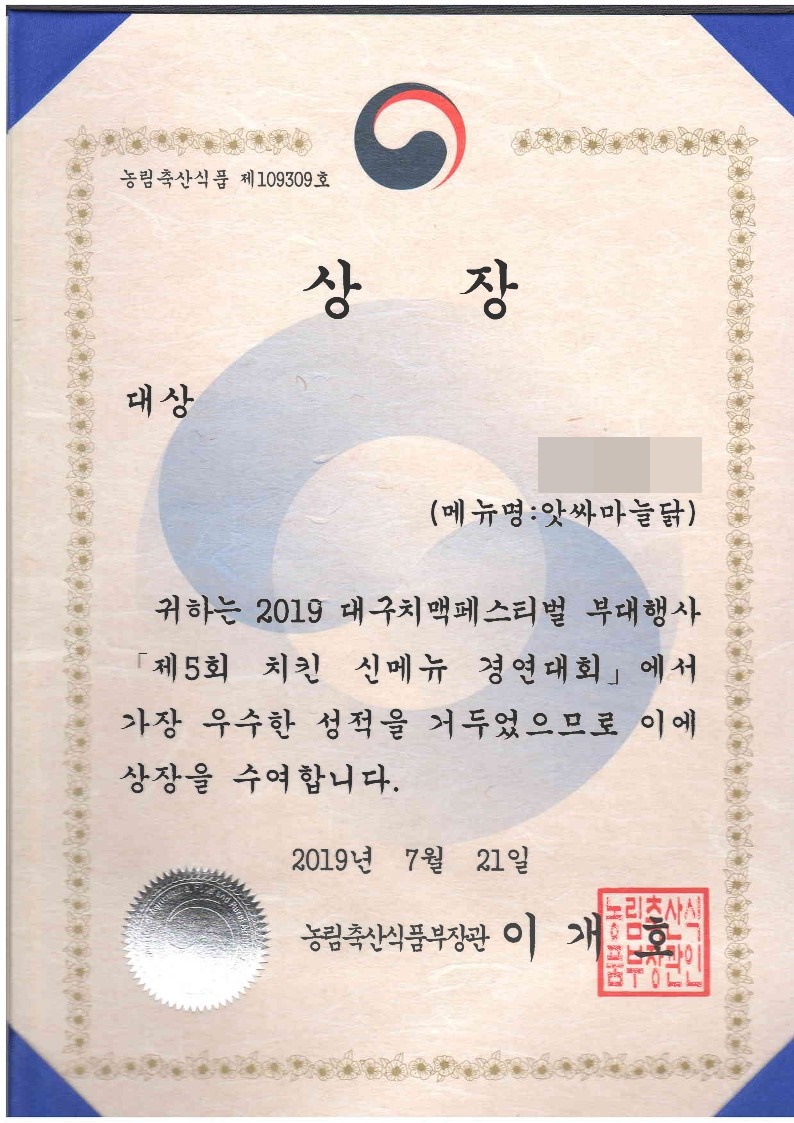 농림축산식품 제109309호
상 장
대상
(메뉴명:앗싸마늘닭)
귀하는 2019 대구치맥페스티벌 부대행사
「제5회 치킨 신메뉴 경연대회」에서
가장 우수한 성적을 거두었으므로 이에
상장을 수여합니다.
2019년 7월 21일
농림축산식품부장관 이 개 호
농림축산식
품부장관인